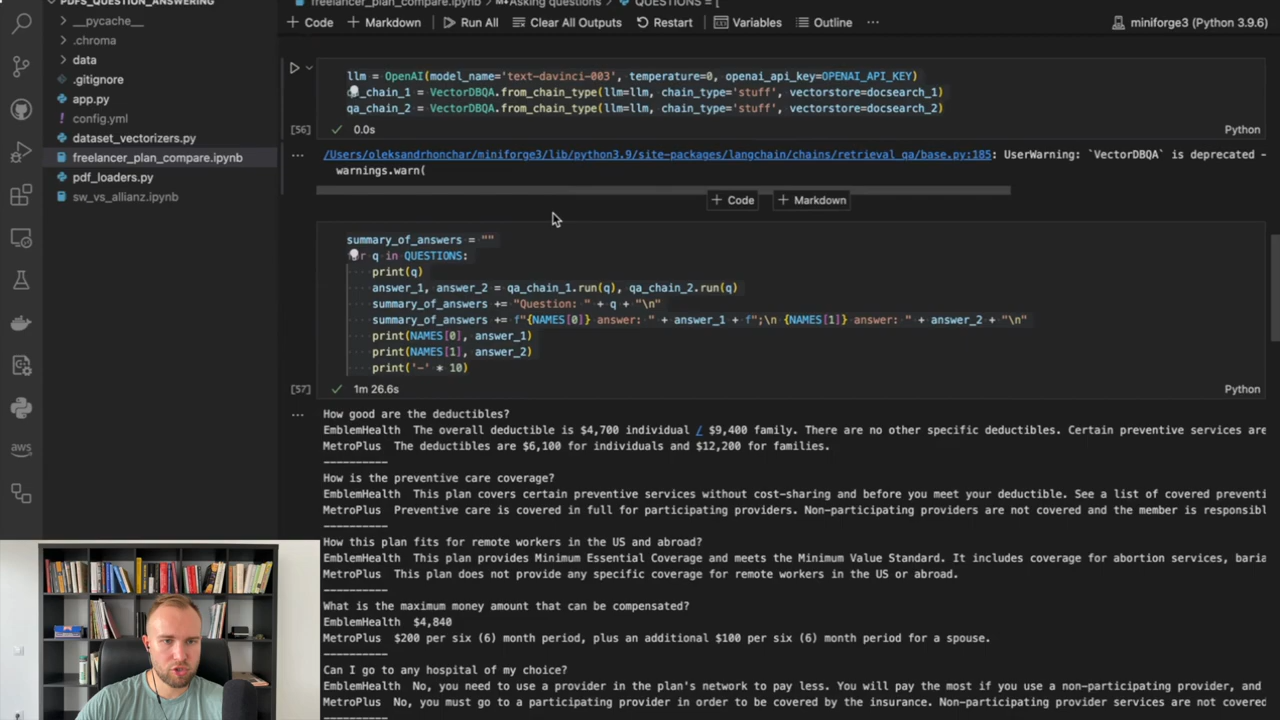 PDFS_QUESTION_ANSWERING
__pycache__
.chroma
data
.gitignore
app.py
config.yml
dataset_vectorizers.py
freelancer_plan_compare.ipynb
pdf_loaders.py
sw_vs_allianz.ipynb
aws
freelancer_plan_compare.ipynb > M↓Asking questions > QUESTIONS = [
+ Code + Markdown Run All Clear All Outputs Restart Variables Outline ··· miniforge3 (Python 3.9.6)
llm = OpenAI(model_name='text-davinci-003', temperature=0, openai_api_key=OPENAI_API_KEY)
_chain_1 = VectorDBQA.from_chain_type(llm=llm, chain_type='stuff', vectorstore=docsearch_1)
qa_chain_2 = VectorDBQA.from_chain_type(llm=llm, chain_type='stuff', vectorstore=docsearch_2)
[56] ✓ 0.0s Python
··· /Users/oleksandrhonchar/miniforge3/lib/python3.9/site-packages/langchain/chains/retrieval_qa/base.py:185: UserWarning: `VectorDBQA` is deprecated -
warnings.warn(
+ Code + Markdown
summary_of_answers = ""
r q in QUESTIONS:
print(q)
answer_1, answer_2 = qa_chain_1.run(q), qa_chain_2.run(q)
summary_of_answers += "Question: " + q + "\n"
summary_of_answers += f"{NAMES[0]} answer: " + answer_1 + f";\n {NAMES[1]} answer: " + answer_2 + "\n"
print(NAMES[0], answer_1)
print(NAMES[1], answer_2)
print('-' * 10)
[57] ✓ 1m 26.6s Python
··· How good are the deductibles?
EmblemHealth The overall deductible is $4,700 individual / $9,400 family. There are no other specific deductibles. Certain preventive services are
MetroPlus The deductibles are $6,100 for individuals and $12,200 for families.
----------
How is the preventive care coverage?
EmblemHealth This plan covers certain preventive services without cost-sharing and before you meet your deductible. See a list of covered preventi
MetroPlus Preventive care is covered in full for participating providers. Non-participating providers are not covered and the member is responsibl
----------
How this plan fits for remote workers in the US and abroad?
EmblemHealth This plan provides Minimum Essential Coverage and meets the Minimum Value Standard. It includes coverage for abortion services, baria
MetroPlus This plan does not provide any specific coverage for remote workers in the US or abroad.
----------
What is the maximum money amount that can be compensated?
EmblemHealth $4,840
MetroPlus $200 per six (6) month period, plus an additional $100 per six (6) month period for a spouse.
----------
Can I go to any hospital of my choice?
EmblemHealth No, you need to use a provider in the plan's network to pay less. You will pay the most if you use a non-participating provider, and
MetroPlus No, you must go to a participating provider in order to be covered by the insurance. Non-participating provider services are not covered
----------